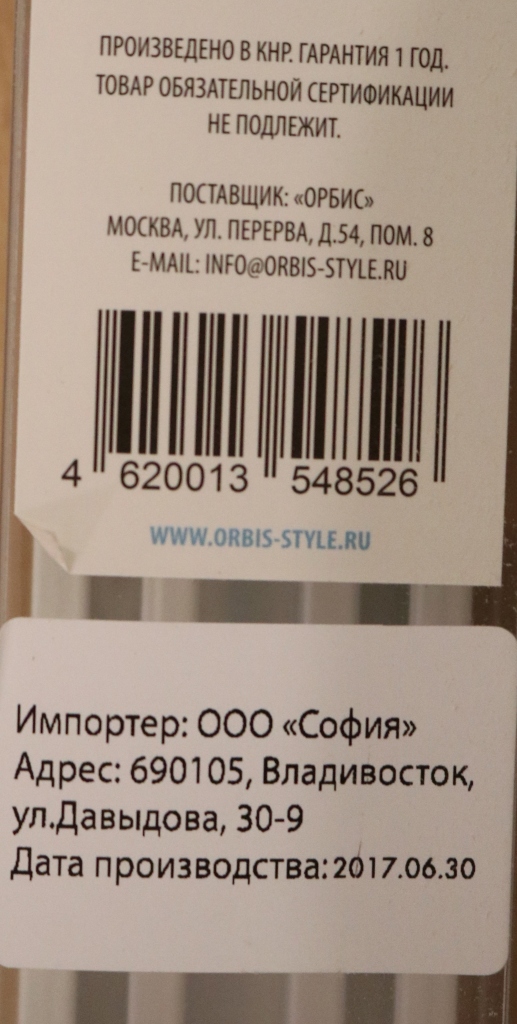 ПРОИЗВЕДЕНО В КНР. ГАРАНТИЯ 1 ГОД.
ТОВАР ОБЯЗАТЕЛЬНОЙ СЕРТИФИКАЦИИ
НЕ ПОДЛЕЖИТ.
ПОСТАВЩИК: «ОРБИС»
МОСКВА, УЛ. ПЕРЕРВА, Д.54, ПОМ. 8
E-MAIL: INFO@ORBIS-STYLE.RU
4 620013 548526
WWW.ORBIS-STYLE.RU
Импортер: ООО «София»
Адрес: 690105, Владивосток,
ул.Давыдова, 30-9
Дата производства:2017.06.30